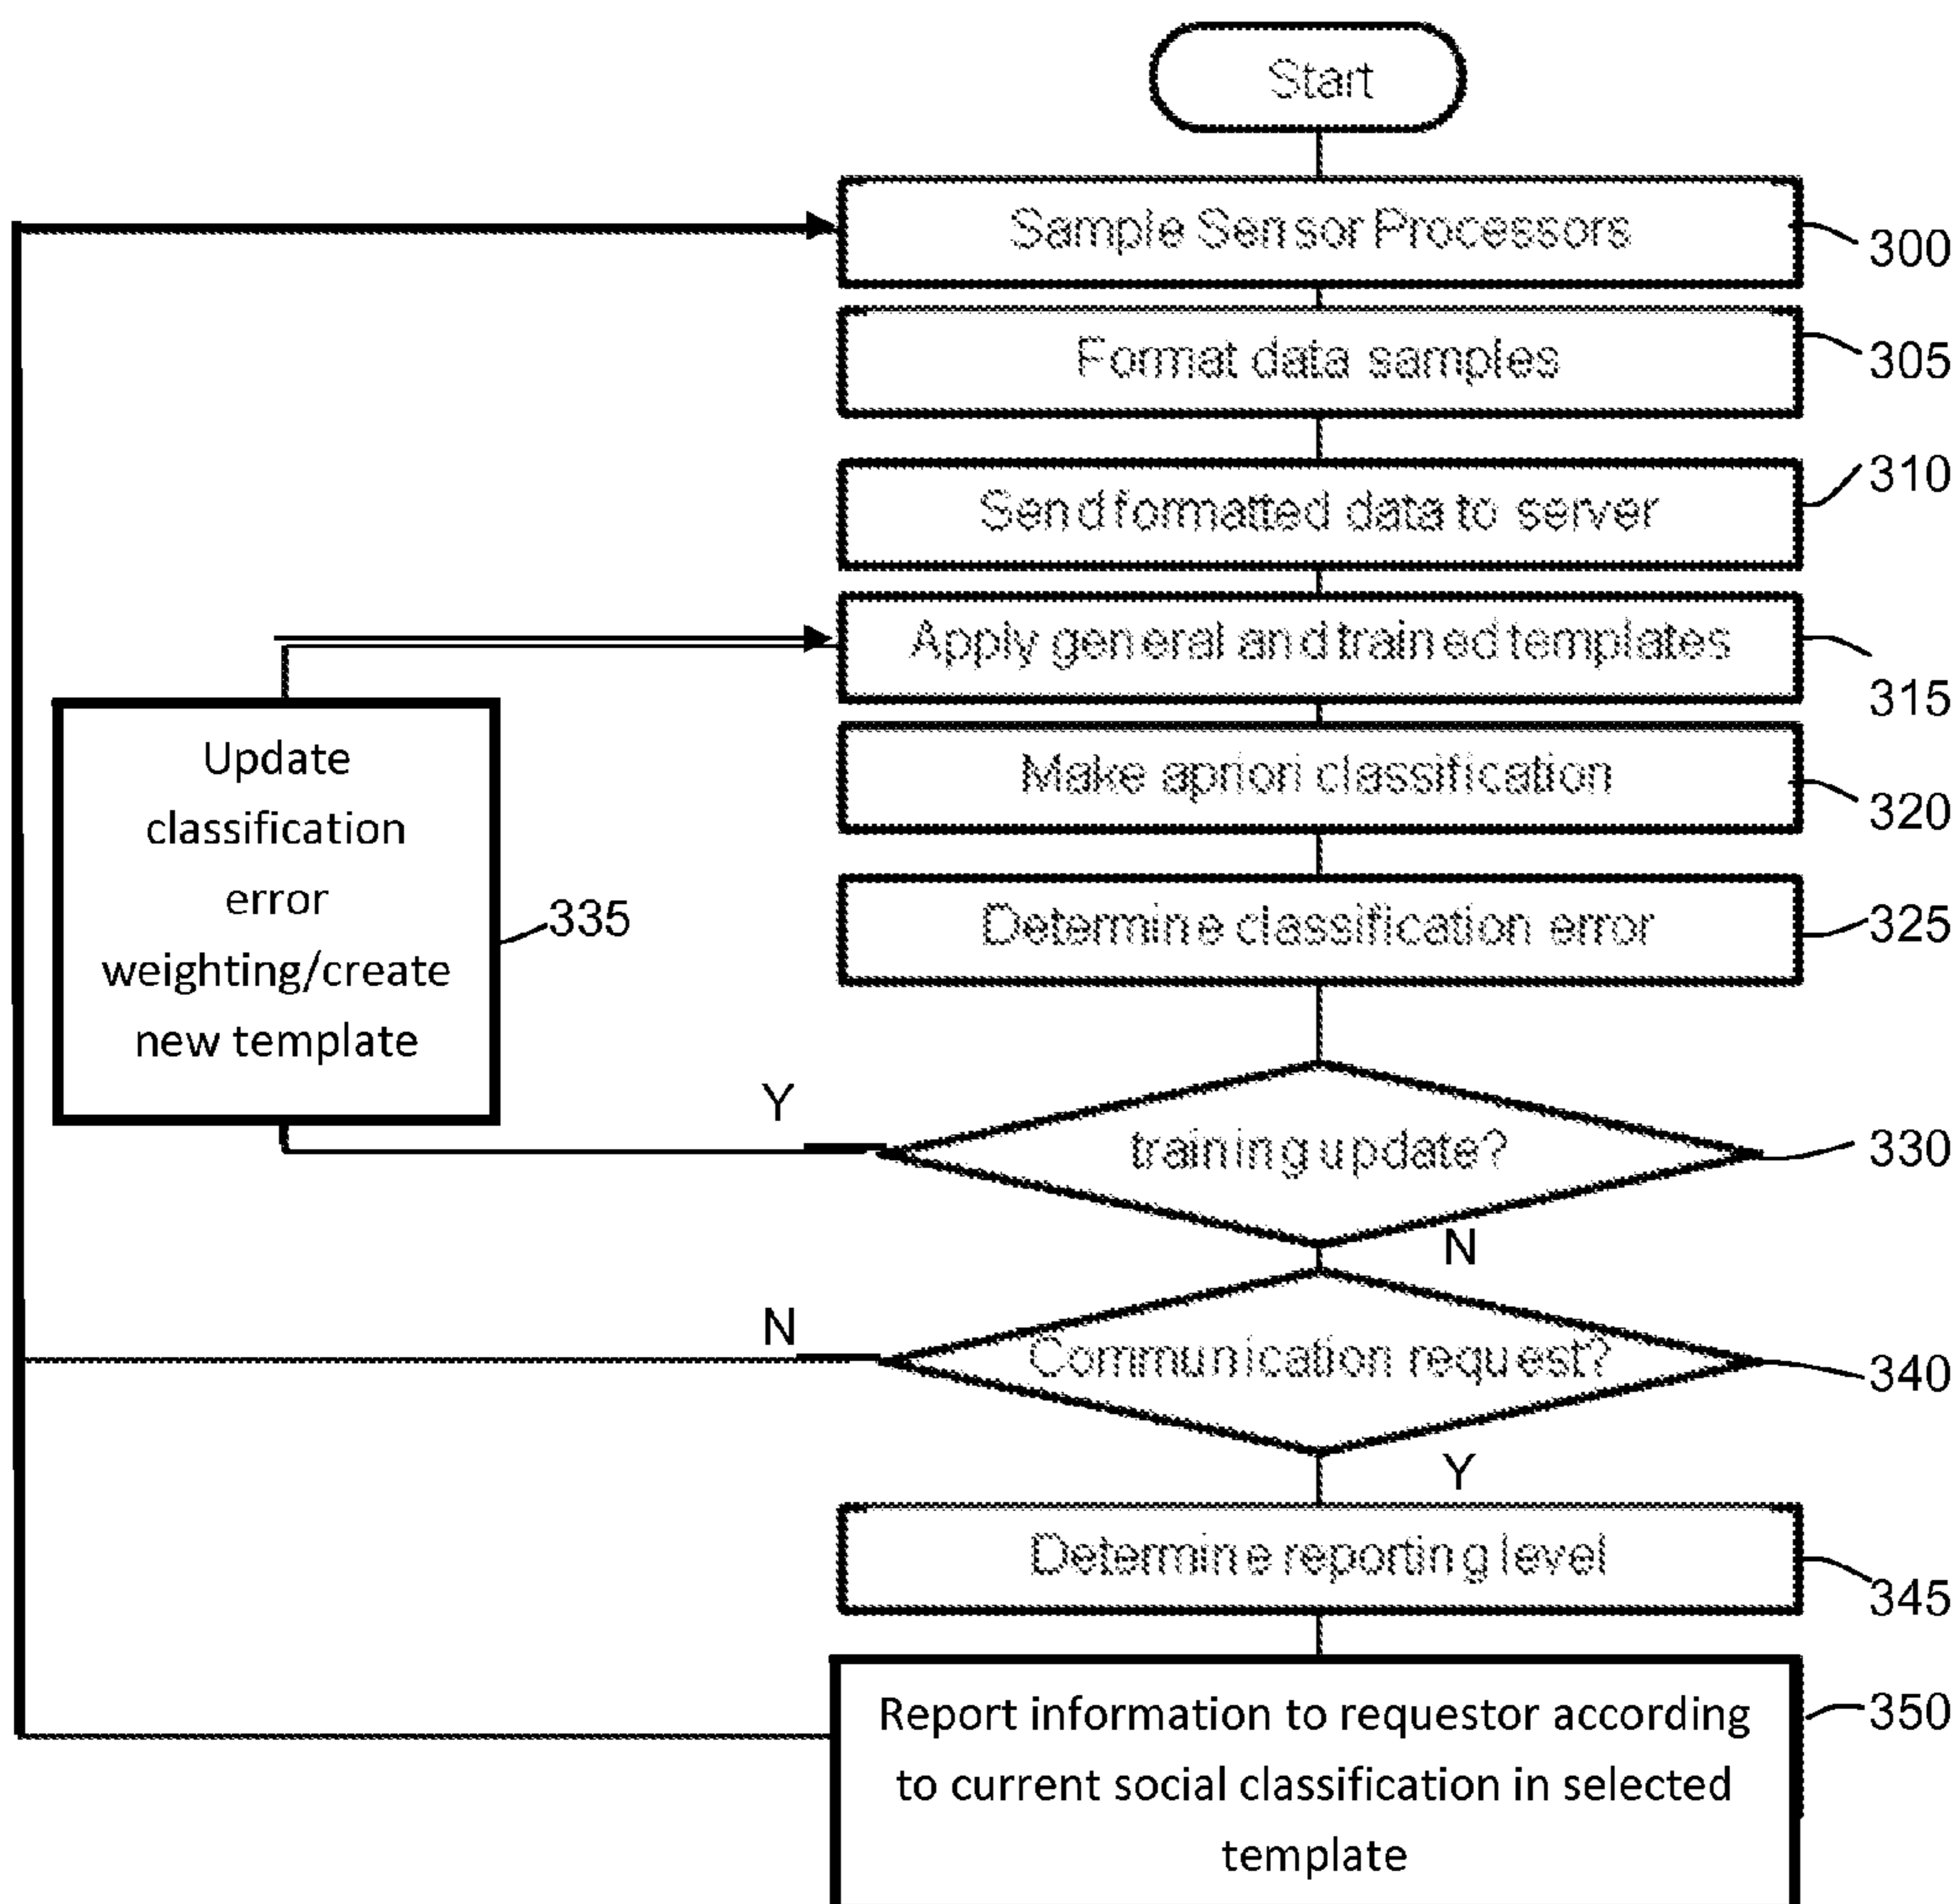 Start
Sample Sensor Processors
300
Format data samples
305
Send formatted data to server
310
Apply general and trained templates
315
Make apriori classification
320
Determine classification error
325
Update
classification
error
weighting/create
new template
335
Y
training update?
330
N
N
Communication request?
340
Y
Determine reporting level
345
Report information to requestor according
to current social classification in selected
template
350